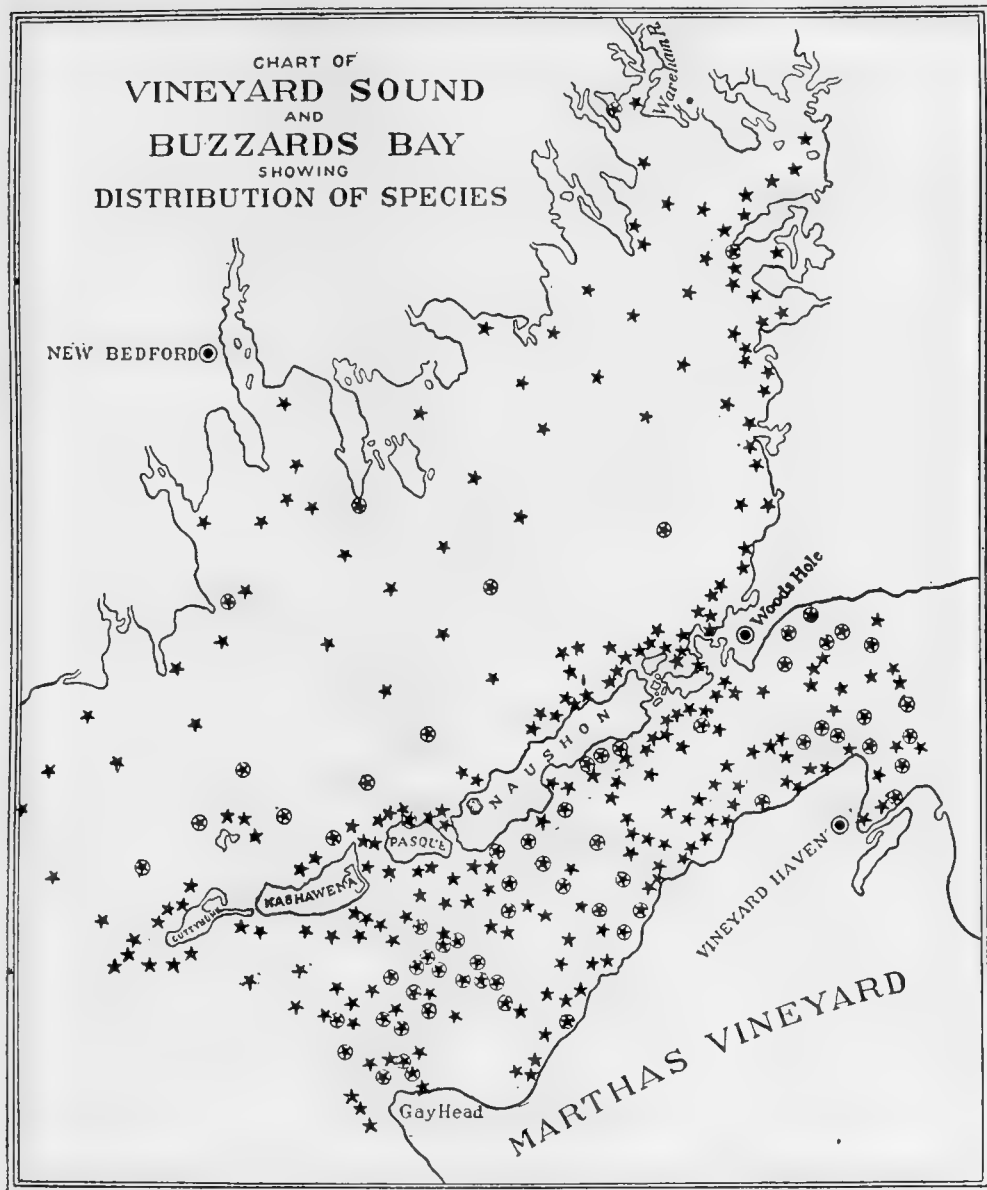 CHART OF
VINEYARD SOUND
AND
BUZZARDS BAY
SHOWING
DISTRIBUTION OF SPECIES
Wareham R.
NEW BEDFORD
Woods Hole
NAUSHON
PASQUE
NASHAWENA
CUTTYHUNK
VINEYARD HAVEN
MARTHAS VINEYARD
Gay Head